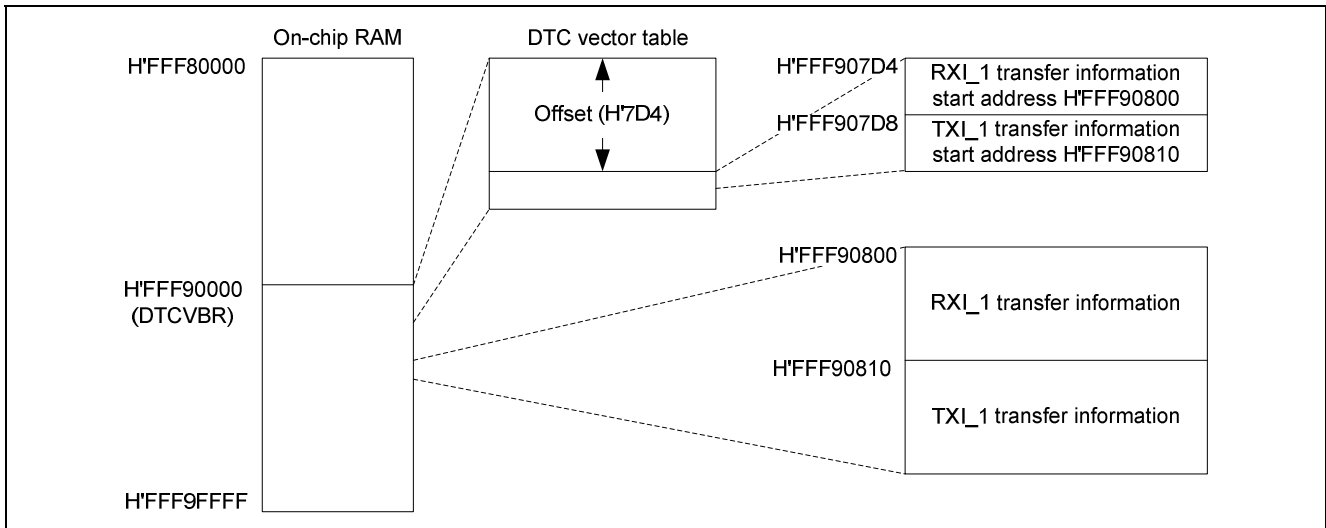 On-chip RAM
DTC vector table
H'FFF80000
Offset (H'7D4)
H'FFF907D4
RXI_1 transfer information
start address H'FFF90800
H'FFF907D8
TXI_1 transfer information
start address H'FFF90810
H'FFF90000
(DTCVBR)
H'FFF90800
RXI_1 transfer information
H'FFF90810
TXI_1 transfer information
H'FFF9FFFF